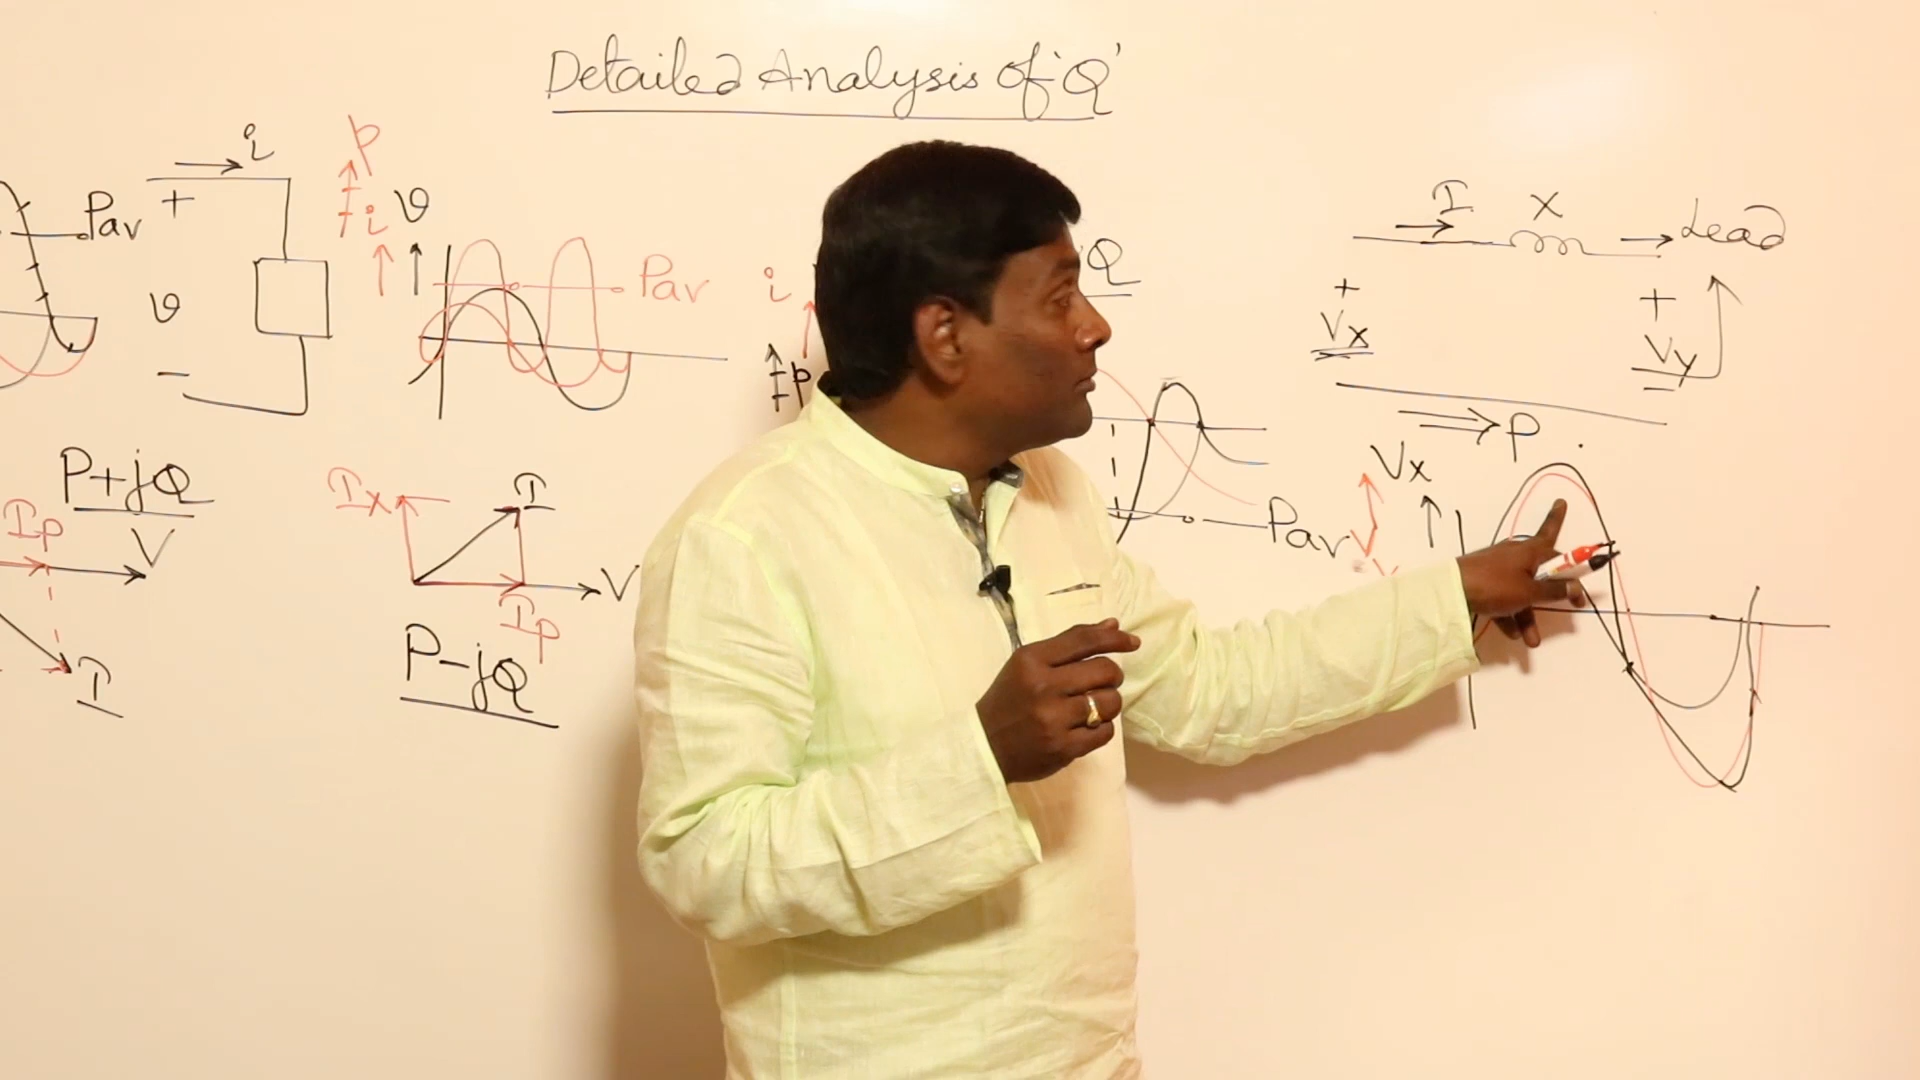 Detailed Analysis of 'Q'
Pav
i
+
v
−
p
i
v
Pav
P+jQ
Ip
V
I
Ix
I
V
Ip
P-jQ
i
p
Q
Pav
I
X
Lead
+
Vx
+
Vy
P
Vx
V